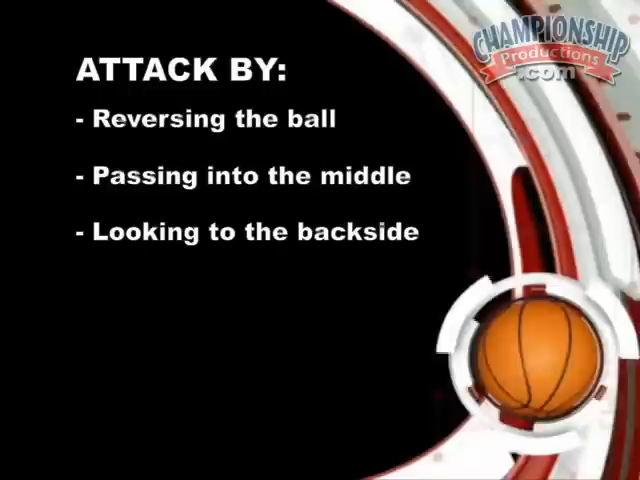 CHAMPIONSHIP
Productions
.com
ATTACK BY:
- Reversing the ball
- Passing into the middle
- Looking to the backside